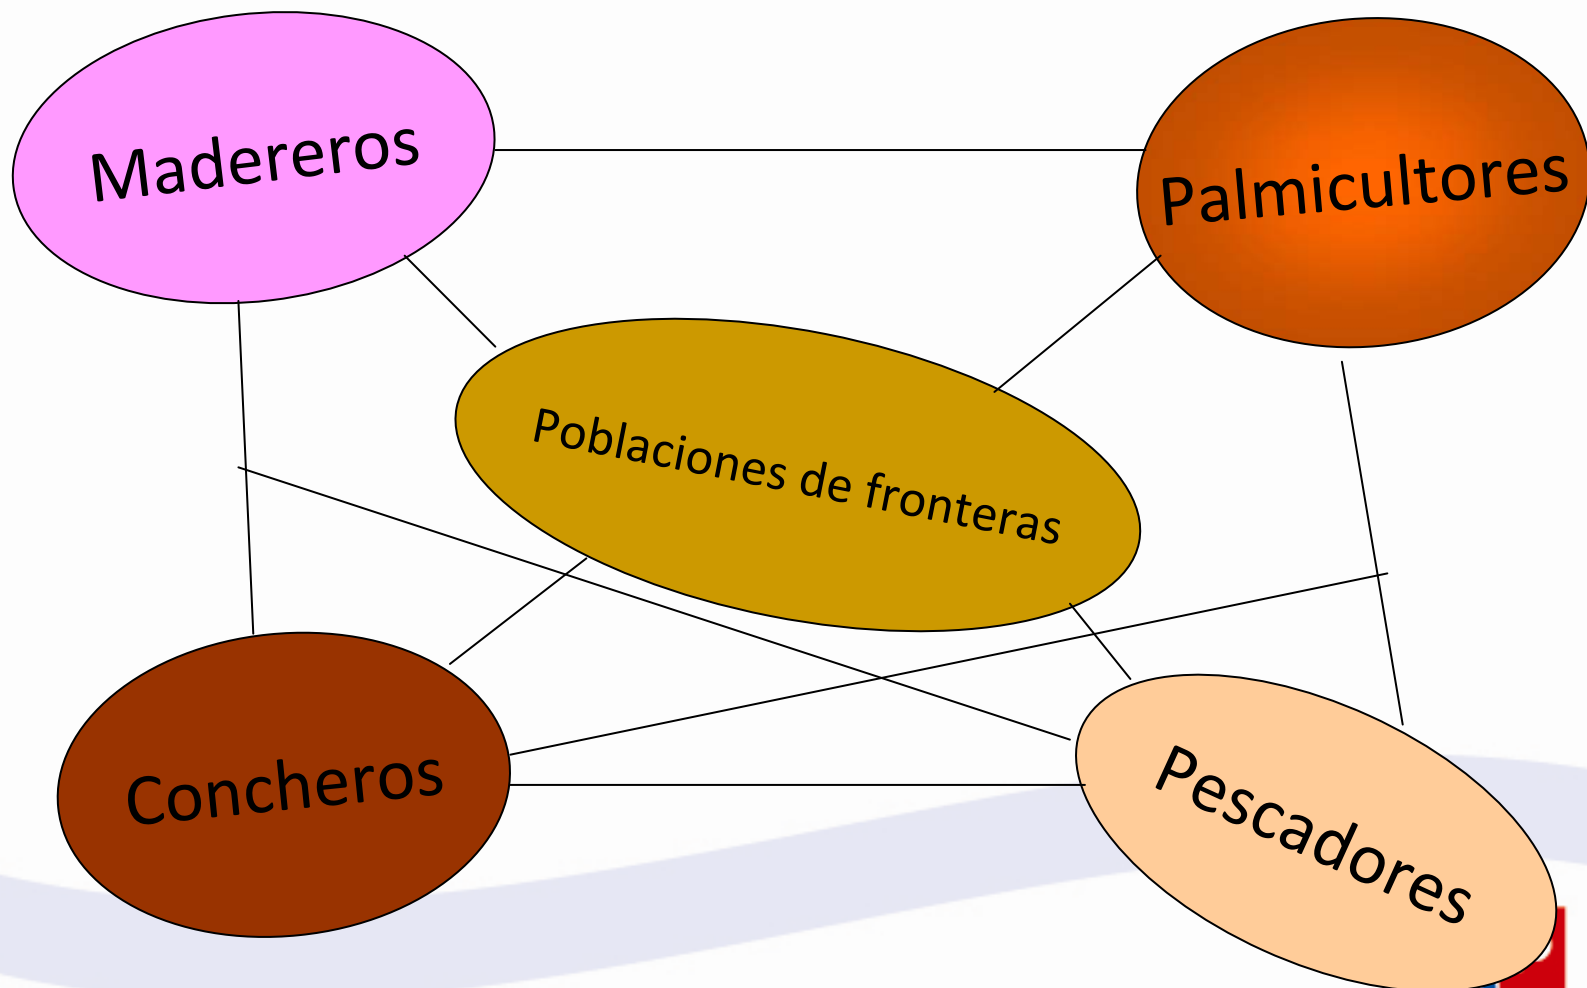 Madereros
Palmicultores
Poblaciones de fronteras
Concheros
Pescadores